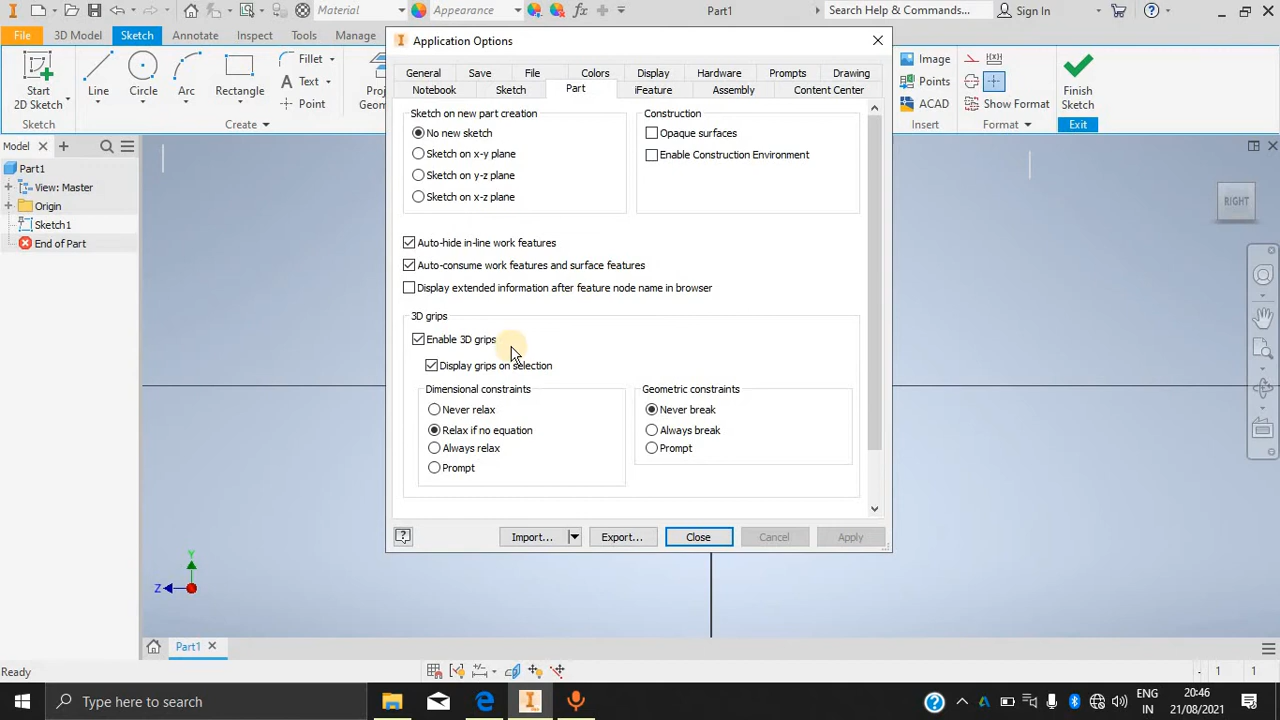 Material
Appearance
Part1
Search Help & Commands...
Sign In
File
3D Model
Sketch
Annotate
Inspect
Tools
Manage
Start
2D Sketch
Line
Circle
Arc
Rectangle
Fillet
Text
Point
Project
Geom
Image
Points
ACAD
Show Format
Finish
Sketch
Sketch
Create
Insert
Format
Exit
Model
Part1
View: Master
Origin
Sketch1
End of Part
Application Options
General
Save
File
Colors
Display
Hardware
Prompts
Drawing
Notebook
Sketch
Part
iFeature
Assembly
Content Center
Sketch on new part creation
No new sketch
Sketch on x-y plane
Sketch on y-z plane
Sketch on x-z plane
Construction
Opaque surfaces
Enable Construction Environment
Auto-hide in-line work features
Auto-consume work features and surface features
Display extended information after feature node name in browser
3D grips
Enable 3D grips
Display grips on selection
Dimensional constraints
Never relax
Relax if no equation
Always relax
Prompt
Geometric constraints
Never break
Always break
Prompt
Import...
Export...
Close
Cancel
Apply
RIGHT
Y
Z
Part1
Ready
1
1
Type here to search
ENG
IN
20:46
21/08/2021